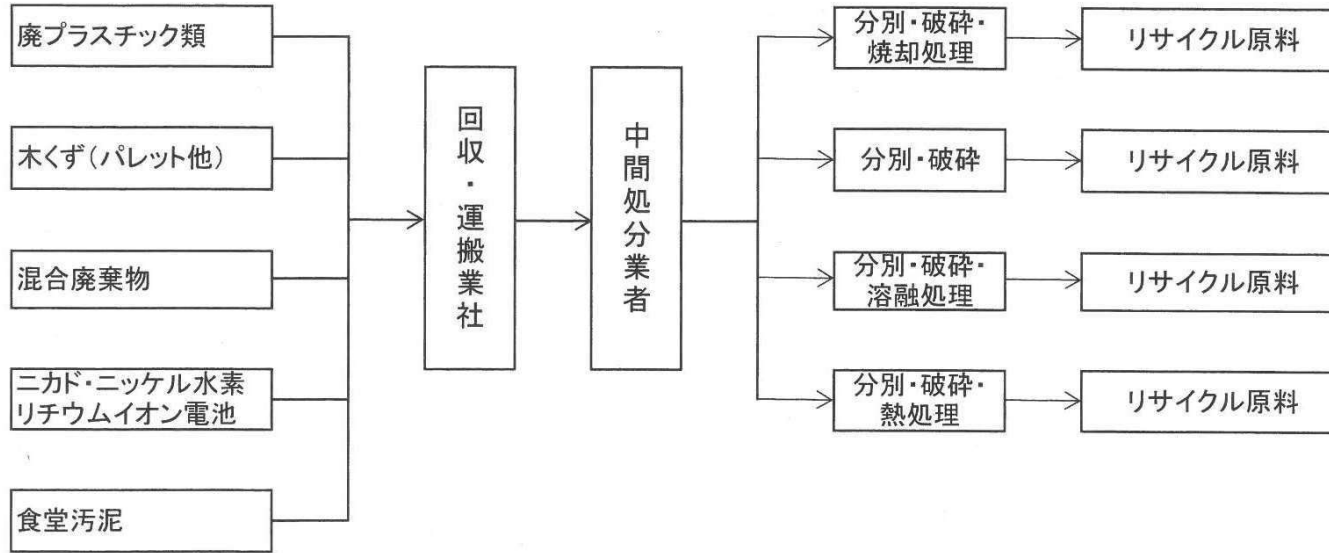 廃プラスチック類
木くず（パレット他）
混合廃棄物
ニカド・ニッケル水素
リチウムイオン電池
食堂汚泥
回収・運搬業社
中間処分業者
分別・破砕・
焼却処理
リサイクル原料
分別・破砕
リサイクル原料
分別・破砕・
溶融処理
リサイクル原料
分別・破砕・
熱処理
リサイクル原料